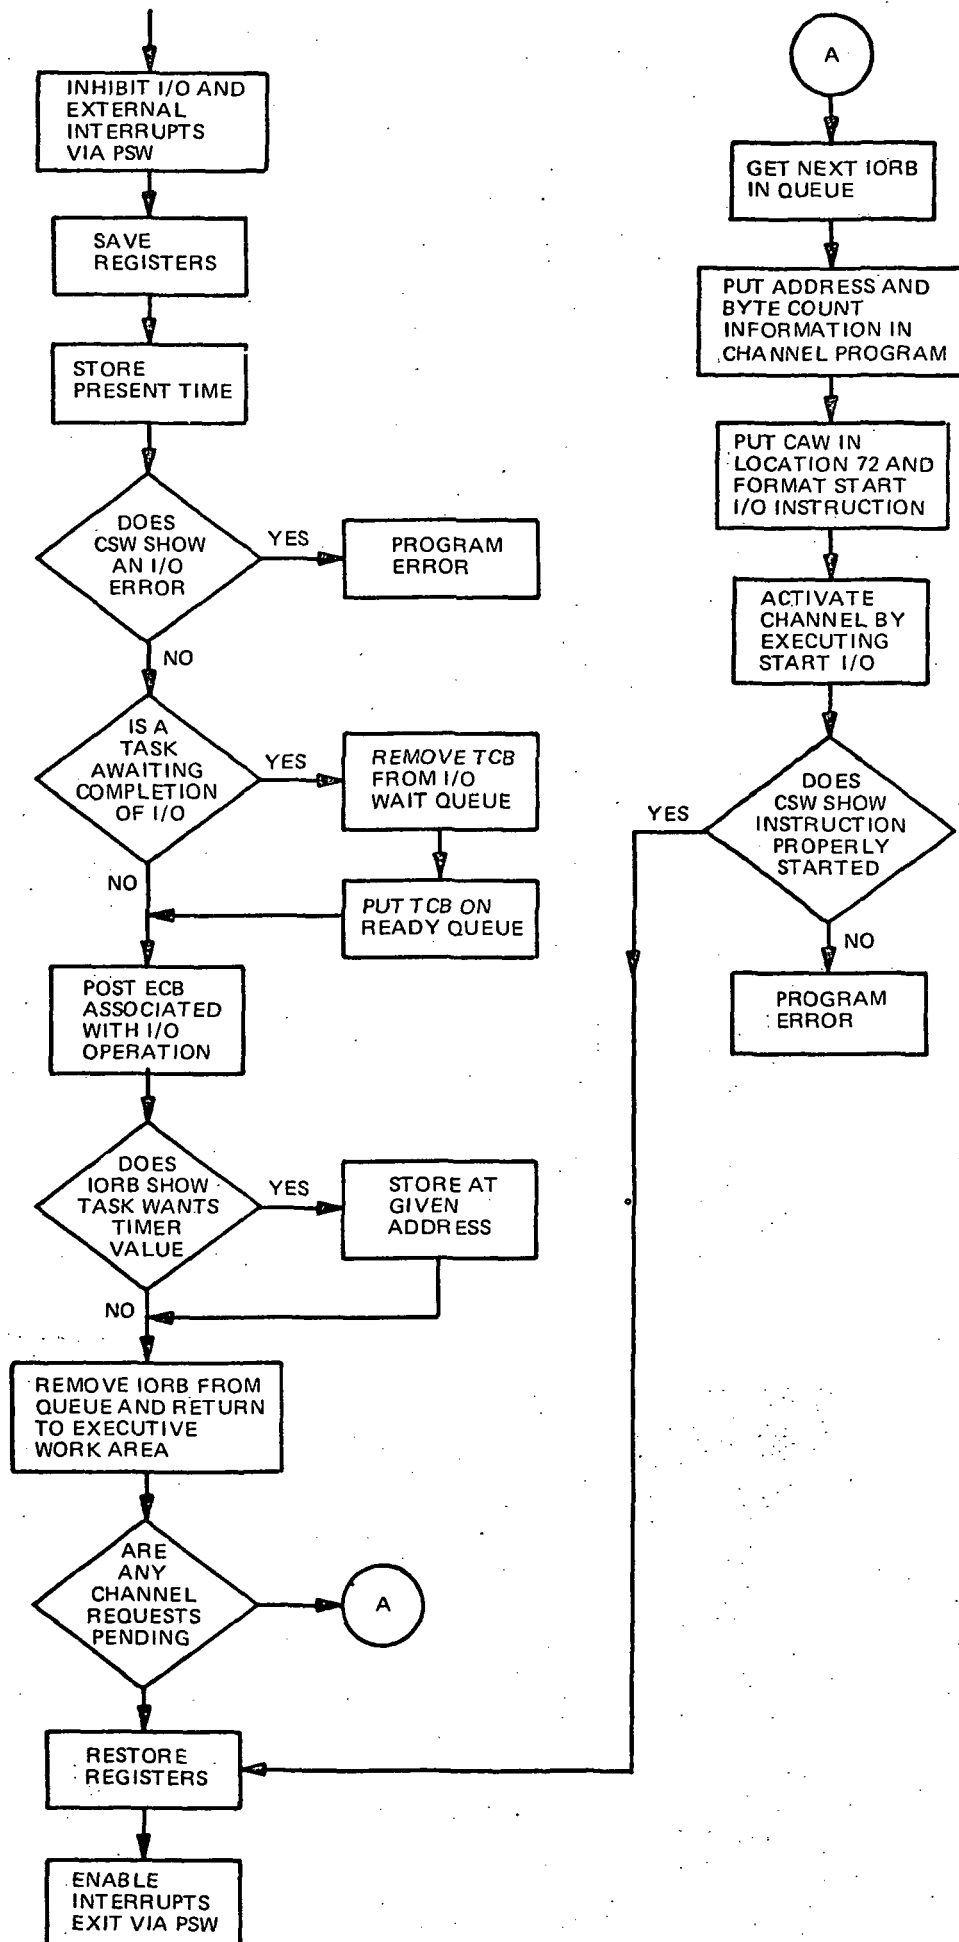 INHIBIT I/O AND
EXTERNAL
INTERRUPTS
VIA PSW
SAVE
REGISTERS
STORE
PRESENT TIME
DOES
CSW SHOW
AN I/O
ERROR
YES
PROGRAM
ERROR
NO
IS A
TASK
AWAITING
COMPLETION
OF I/O
YES
REMOVE TCB
FROM I/O
WAIT QUEUE
NO
PUT TCB ON
READY QUEUE
POST ECB
ASSOCIATED
WITH I/O
OPERATION
DOES
IORB SHOW
TASK WANTS
TIMER
VALUE
YES
STORE AT
GIVEN
ADDRESS
NO
REMOVE IORB FROM
QUEUE AND RETURN
TO EXECUTIVE
WORK AREA
ARE
ANY
CHANNEL
REQUESTS
PENDING
A
RESTORE
REGISTERS
ENABLE
INTERRUPTS
EXIT VIA PSW
A
GET NEXT IORB
IN QUEUE
PUT ADDRESS AND
BYTE COUNT
INFORMATION IN
CHANNEL PROGRAM
PUT CAW IN
LOCATION 72 AND
FORMAT START
I/O INSTRUCTION
ACTIVATE
CHANNEL BY
EXECUTING
START I/O
DOES
CSW SHOW
INSTRUCTION
PROPERLY
STARTED
YES
NO
PROGRAM
ERROR